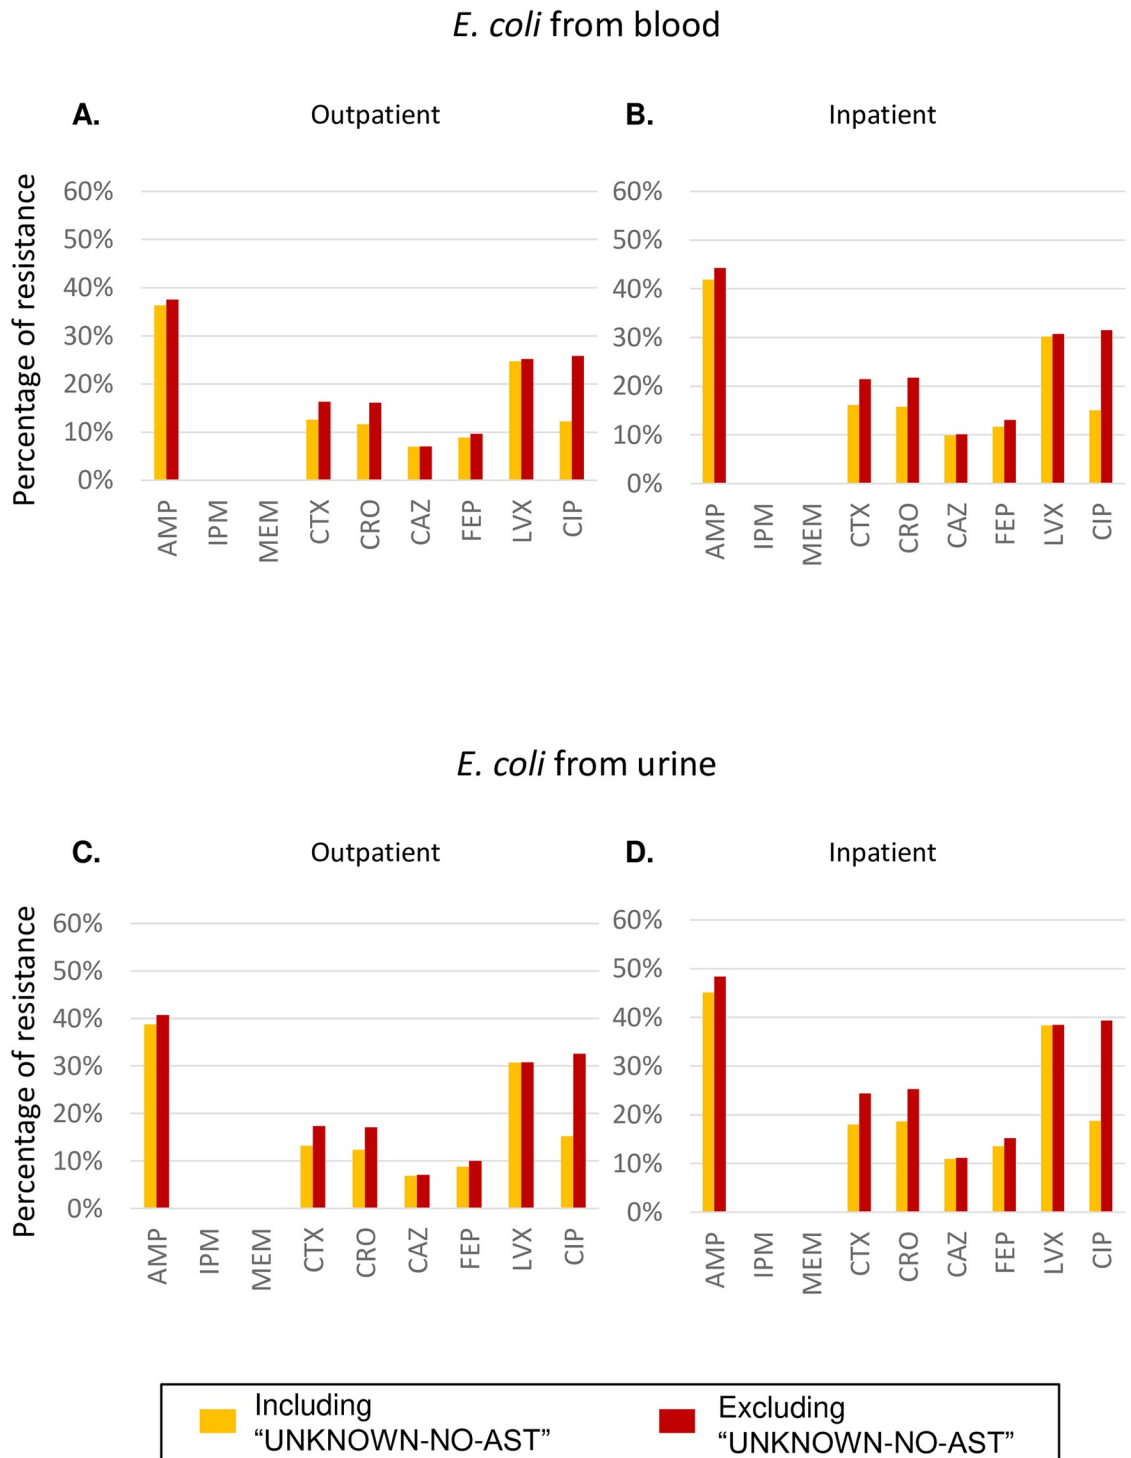 E. coli from blood
A. Outpatient
B. Inpatient
Percentage of resistance
60%
50%
40%
30%
20%
10%
0%
AMP IPM MEM CTX CRO CAZ FEP LVX CIP
60%
50%
40%
30%
20%
10%
0%
AMP IPM MEM CTX CRO CAZ FEP LVX CIP
E. coli from urine
C. Outpatient
D. Inpatient
Percentage of resistance
60%
50%
40%
30%
20%
10%
0%
AMP IPM MEM CTX CRO CAZ FEP LVX CIP
60%
50%
40%
30%
20%
10%
0%
AMP IPM MEM CTX CRO CAZ FEP LVX CIP
Including
“UNKNOWN-NO-AST”
Excluding
“UNKNOWN-NO-AST”